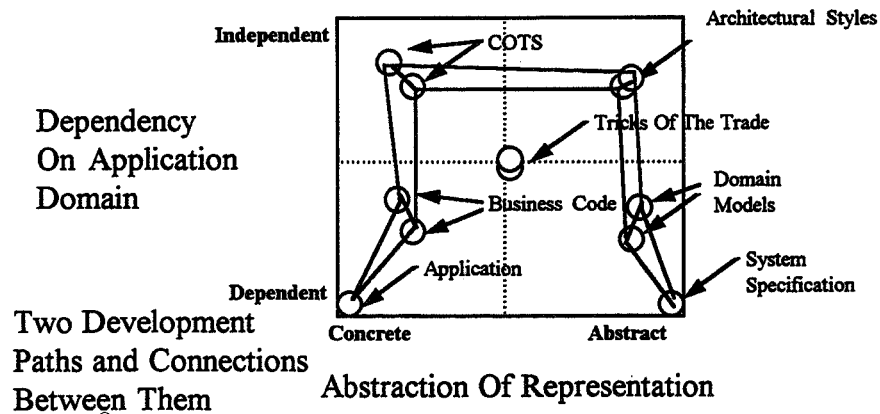 Architectural Styles
Independent
COTS
Dependency
On Application
Domain
Tricks Of The Trade
Domain
Models
Business Code
Application
System
Specification
Dependent
Concrete
Abstract
Two Development
Paths and Connections
Between Them
Abstraction Of Representation